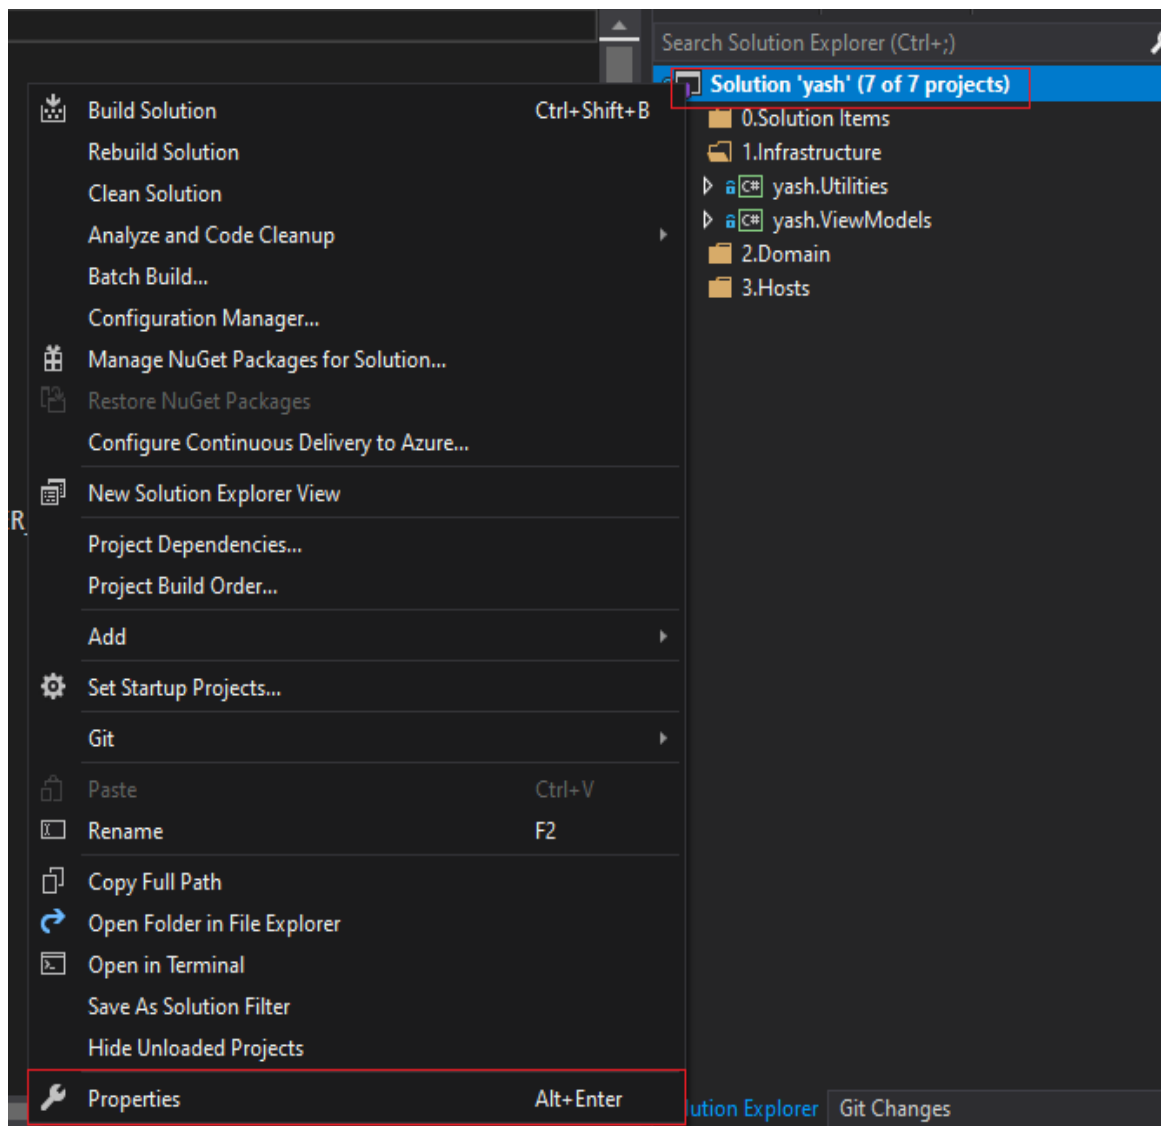 Search Solution Explorer (Ctrl+;)
Solution 'yash' (7 of 7 projects)
0.Solution Items
1.Infrastructure
C# yash.Utilities
C# yash.ViewModels
2.Domain
3.Hosts
Build Solution Ctrl+Shift+B
Rebuild Solution
Clean Solution
Analyze and Code Cleanup
Batch Build...
Configuration Manager...
Manage NuGet Packages for Solution...
Restore NuGet Packages
Configure Continuous Delivery to Azure...
New Solution Explorer View
Project Dependencies...
Project Build Order...
Add
Set Startup Projects...
Git
Paste Ctrl+V
Rename F2
Copy Full Path
Open Folder in File Explorer
Open in Terminal
Save As Solution Filter
Hide Unloaded Projects
Properties Alt+Enter
Explorer Git Changes